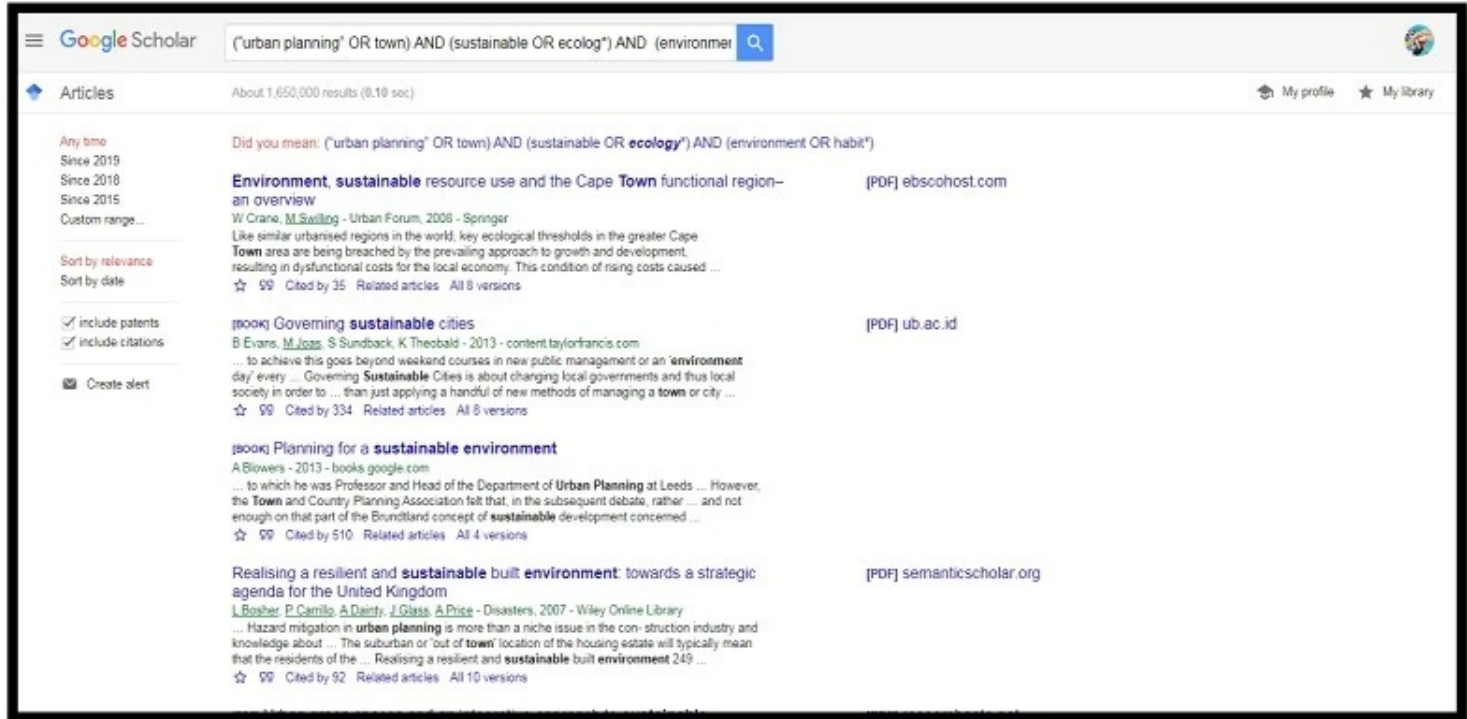 Google Scholar
("urban planning" OR town) AND (sustainable OR ecolog*) AND (environmer
Articles
About 1,650,000 results (0.10 sec)
My profile
My library
Any time
Since 2019
Since 2018
Since 2015
Custom range...
Sort by relevance
Sort by date
include patents
include citations
Create alert
Did you mean: ("urban planning" OR town) AND (sustainable OR ecology*) AND (environment OR habit*)
Environment, sustainable resource use and the Cape Town functional region–
an overview
[PDF] ebscohost.com
W Crane, M Swilling - Urban Forum, 2008 - Springer
Like similar urbanised regions in the world, key ecological thresholds in the greater Cape
Town area are being breached by the prevailing approach to growth and development,
resulting in dysfunctional costs for the local economy. This condition of rising costs caused ...
Cited by 35 Related articles All 8 versions
[BOOK] Governing sustainable cities
[PDF] ub.ac.id
B Evans, M Joas, S Sundback, K Theobald - 2013 - content.taylorfrancis.com
... to achieve this goes beyond weekend courses in new public management or an 'environment
day' every ... Governing Sustainable Cities is about changing local governments and thus local
society in order to ... than just applying a handful of new methods of managing a town or city ...
Cited by 334 Related articles All 8 versions
[BOOK] Planning for a sustainable environment
A Blowers - 2013 - books.google.com
... to which he was Professor and Head of the Department of Urban Planning at Leeds ... However,
the Town and Country Planning Association felt that, in the subsequent debate, rather ... and not
enough on that part of the Brundtland concept of sustainable development concerned ...
Cited by 510 Related articles All 4 versions
Realising a resilient and sustainable built environment: towards a strategic
agenda for the United Kingdom
[PDF] semanticscholar.org
L Bosher, P Carrillo, A Dainty, J Glass, A Price - Disasters, 2007 - Wiley Online Library
... Hazard mitigation in urban planning is more than a niche issue in the con- struction industry and
knowledge about ... The suburban or 'out of town' location of the housing estate will typically mean
that the residents of the ... Realising a resilient and sustainable built environment 249 ...
Cited by 92 Related articles All 10 versions